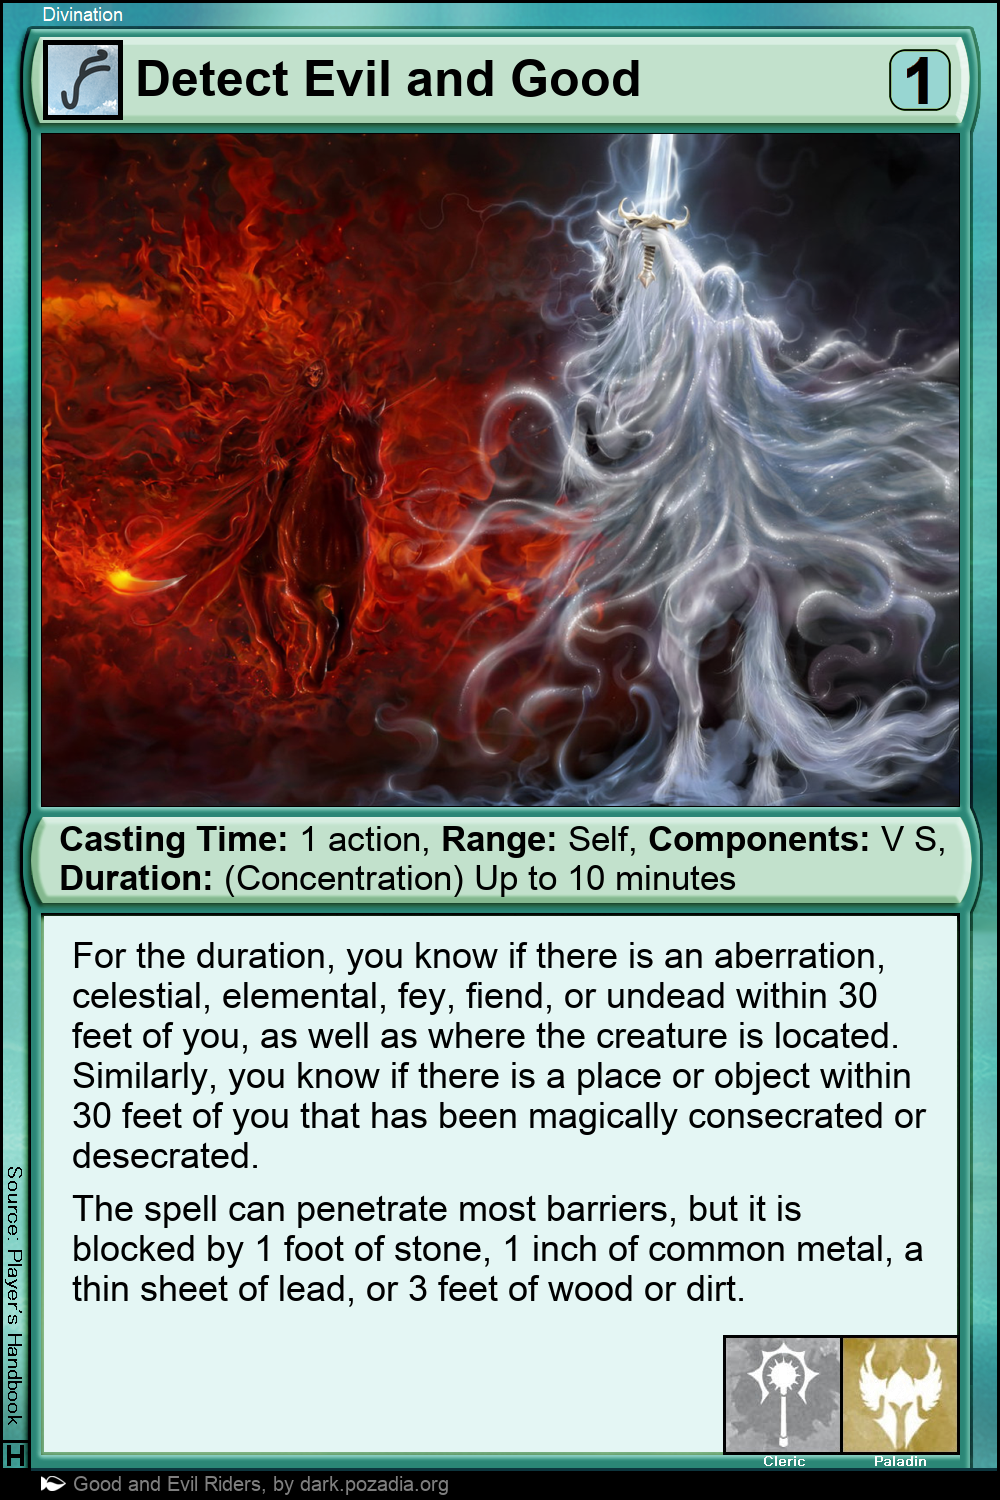 Divination
Detect Evil and Good
1
Casting Time: 1 action, Range: Self, Components: V S,
Duration: (Concentration) Up to 10 minutes
For the duration, you know if there is an aberration,
celestial, elemental, fey, fiend, or undead within 30
feet of you, as well as where the creature is located.
Similarly, you know if there is a place or object within
30 feet of you that has been magically consecrated or
desecrated.
The spell can penetrate most barriers, but it is
blocked by 1 foot of stone, 1 inch of common metal, a
thin sheet of lead, or 3 feet of wood or dirt.
Source: Player's Handbook
H
Cleric
Paladin
Good and Evil Riders, by dark.pozadia.org